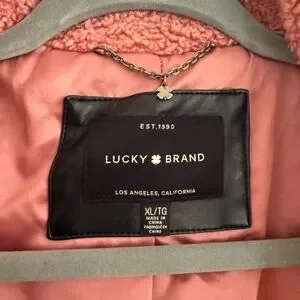 EST.1990
LUCKY BRAND
LOS ANGELES, CALIFORNIA
XL/TG
MADE IN
CHINA
FABRIQUÉ EN
CHINE